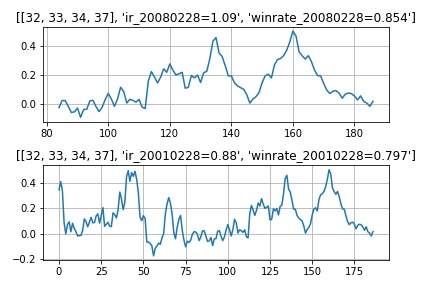 [[32, 33, 34, 37], 'ir_20080228=1.09', 'winrate_20080228=0.854']
0.4
0.2
0.0
80 100 120 140 160 180
[[32, 33, 34, 37], 'ir_20010228=0.88', 'winrate_20010228=0.797']
0.4
0.2
0.0
−0.2
0 25 50 75 100 125 150 175